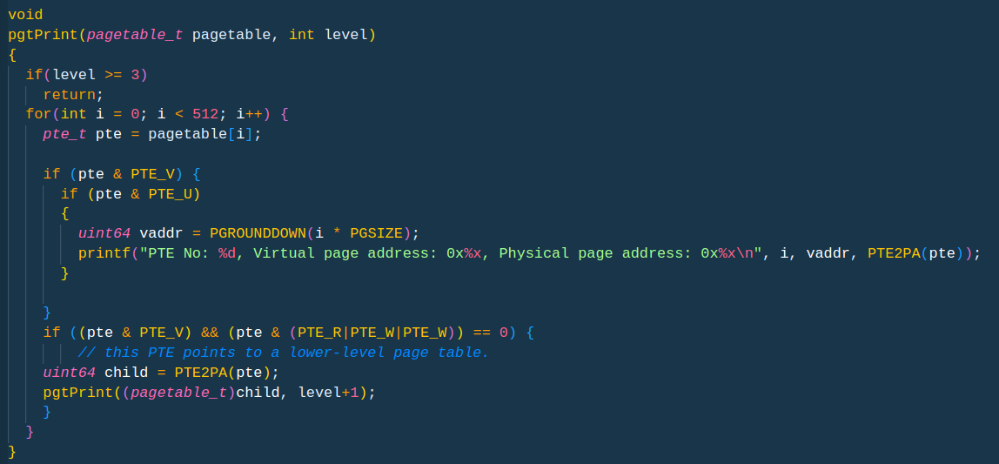 void
pgtPrint(pagetable_t pagetable, int level)
{
  if(level >= 3)
    return;
  for(int i = 0; i < 512; i++) {
    pte_t pte = pagetable[i];

    if (pte & PTE_V) {
      if (pte & PTE_U)
      {
        uint64 vaddr = PGROUNDDOWN(i * PGSIZE);
        printf("PTE No: %d, Virtual page address: 0x%x, Physical page address: 0x%x\n", i, vaddr, PTE2PA(pte));
      }

    }
    if ((pte & PTE_V) && (pte & (PTE_R|PTE_W|PTE_W)) == 0) {
        // this PTE points to a lower-level page table.
    uint64 child = PTE2PA(pte);
    pgtPrint((pagetable_t)child, level+1);
    }
  }
}